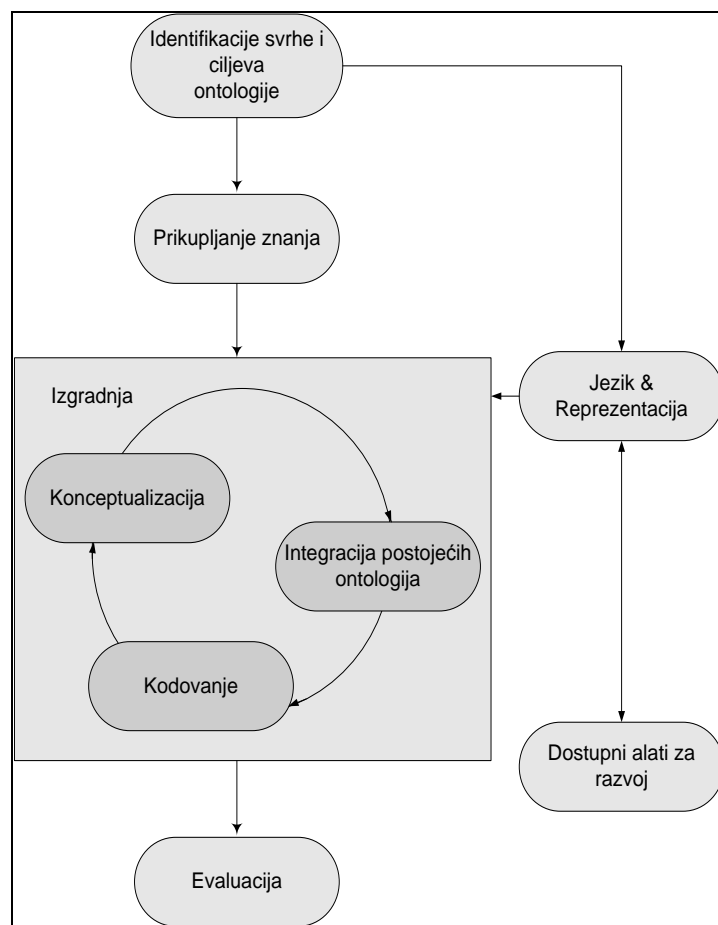 Identifikacije svrhe i
ciljeva
ontologije
Prikupljanje znanja
Izgradnja
Jezik &
Reprezentacija
Konceptualizacija
Integracija postojećih
ontologija
Kodovanje
Dostupni alati za
razvoj
Evaluacija